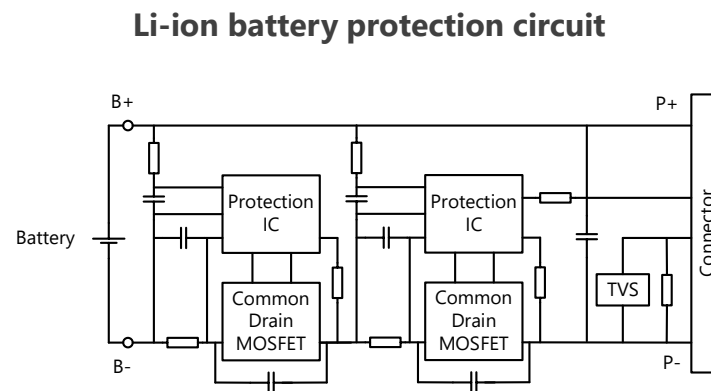 Li-ion battery protection circuit
B+
P+
Protection
IC
Protection
IC
Battery
Connector
TVS
Common
Drain
MOSFET
Common
Drain
MOSFET
B-
P-